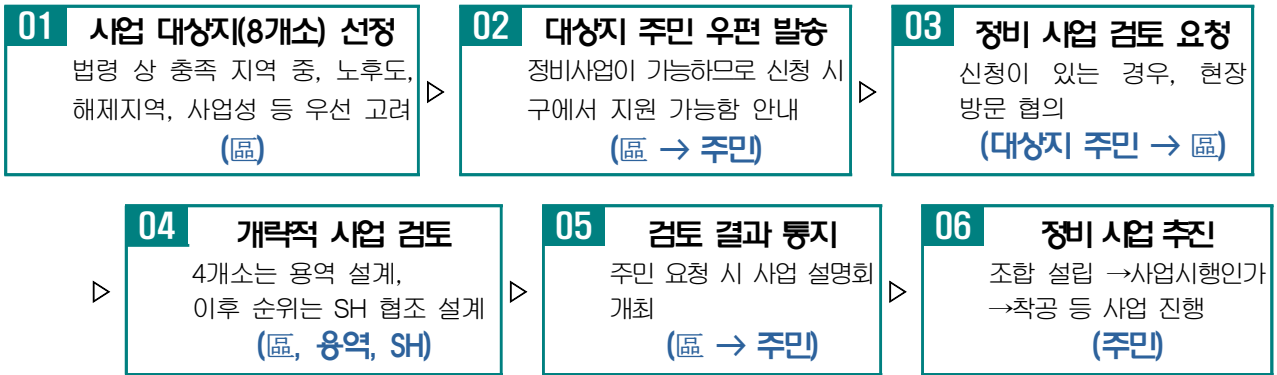 01 사업 대상지(8개소) 선정
법령 상 충족 지역 중, 노후도,
해제지역, 사업성 등 우선 고려
(區)
02 대상지 주민 우편 발송
정비사업이 가능하므로 신청 시
구에서 지원 가능함 안내
(區 → 주민)
03 정비 사업 검토 요청
신청이 있는 경우, 현장
방문 협의
(대상지 주민 → 區)
04 개략적 사업 검토
4개소는 용역 설계,
이후 순위는 SH 협조 설계
(區, 용역, SH)
05 검토 결과 통지
주민 요청 시 사업 설명회
개최
(區 → 주민)
06 정비 사업 추진
조합 설립 →사업시행인가
→착공 등 사업 진행
(주민)